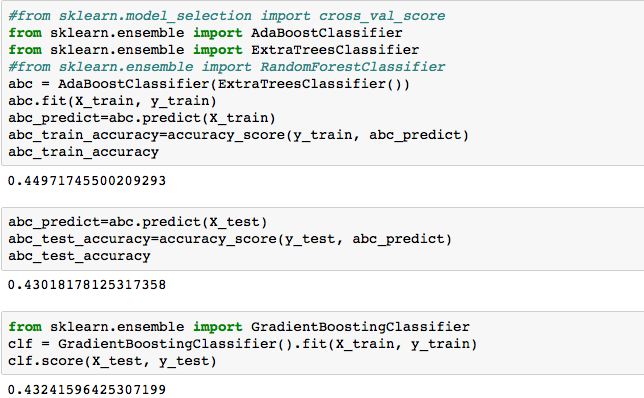 #from sklearn.model_selection import cross_val_score
from sklearn.ensemble import AdaBoostClassifier
from sklearn.ensemble import ExtraTreesClassifier
#from sklearn.ensemble import RandomForestClassifier
abc = AdaBoostClassifier(ExtraTreesClassifier())
abc.fit(X_train, y_train)
abc_predict=abc.predict(X_train)
abc_train_accuracy=accuracy_score(y_train, abc_predict)
abc_train_accuracy
0.44971745500209293
abc_predict=abc.predict(X_test)
abc_test_accuracy=accuracy_score(y_test, abc_predict)
abc_test_accuracy
0.43018178125317358
from sklearn.ensemble import GradientBoostingClassifier
clf = GradientBoostingClassifier().fit(X_train, y_train)
clf.score(X_test, y_test)
0.43241596425307199